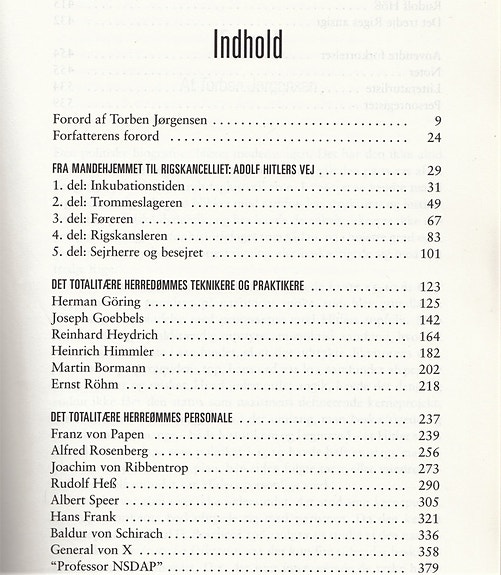 Indhold
Forord af Torben Jørgensen 9
Forfatterens forord 24
FRA MANDEHJEMMET TIL RIGSKANCELLIET: ADOLF HITLERS VEJ 29
1. del: Inkubationstiden 31
2. del: Trommeslageren 49
3. del: Føreren 67
4. del: Rigskansleren 83
5. del: Sejrherre og besejret 101
DET TOTALITÆRE HERREDØMMES TEKNIKERE OG PRAKTIKERE 123
Herman Göring 125
Joseph Goebbels 142
Reinhard Heydrich 164
Heinrich Himmler 182
Martin Bormann 202
Ernst Röhm 218
DET TOTALITÆRE HERREØMMES PERSONALE 237
Franz von Papen 239
Alfred Rosenberg 256
Joachim von Ribbentrop 273
Rudolf Heß 290
Albert Speer 305
Hans Frank 321
Baldur von Schirach 336
General von X 358
“Professor NSDAP” 379